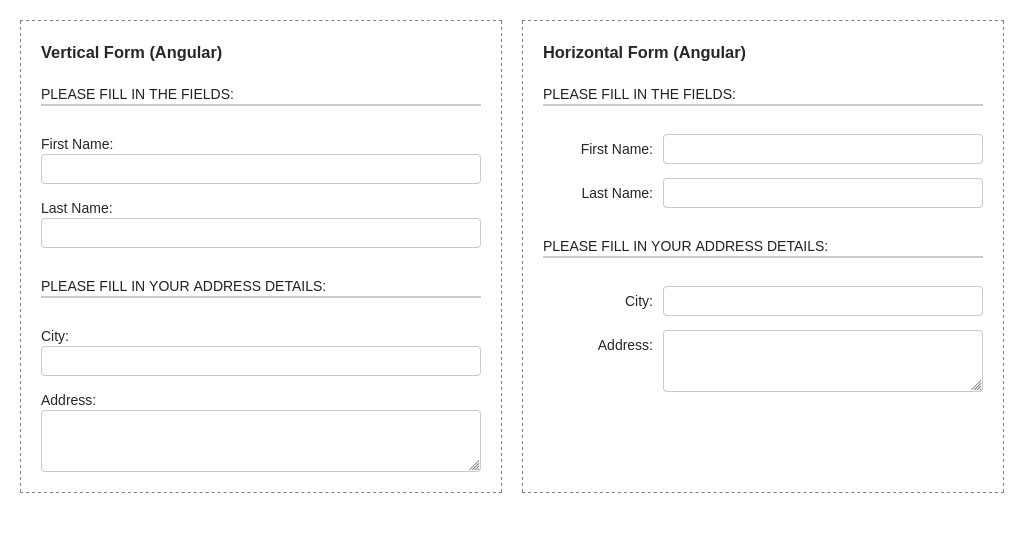 Vertical Form (Angular)
PLEASE FILL IN THE FIELDS:
First Name:
Last Name:
PLEASE FILL IN YOUR ADDRESS DETAILS:
City:
Address:
Horizontal Form (Angular)
PLEASE FILL IN THE FIELDS:
First Name:
Last Name:
PLEASE FILL IN YOUR ADDRESS DETAILS:
City:
Address: